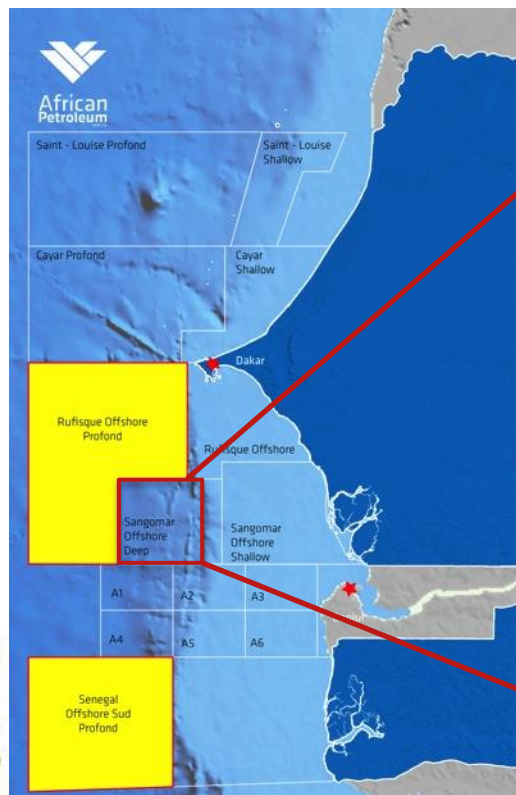 African
Petroleum
Saint - Louise Profond
Saint - Louise
Shallow
Cayar Profond
Cayar
Shallow
Dakar
Rufisque Offshore
Profond
Rufisque Offshore
Sangomar
Offshore
Deep
Sangomar
Offshore
Shallow
A1
A2
A3
A4
A5
A6
Senegal
Offshore Sud
Profond